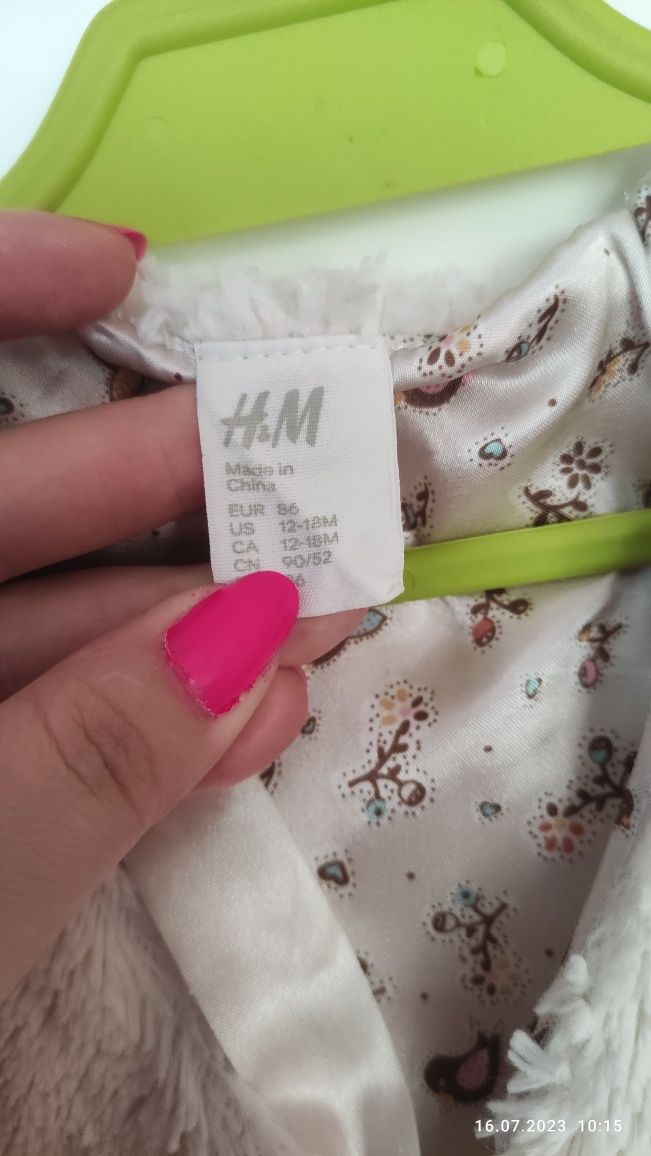 H&M
Made in
China
EUR 86
US 12-18M
CA 12-18M
CN 90/52
16.07.2023 10:15